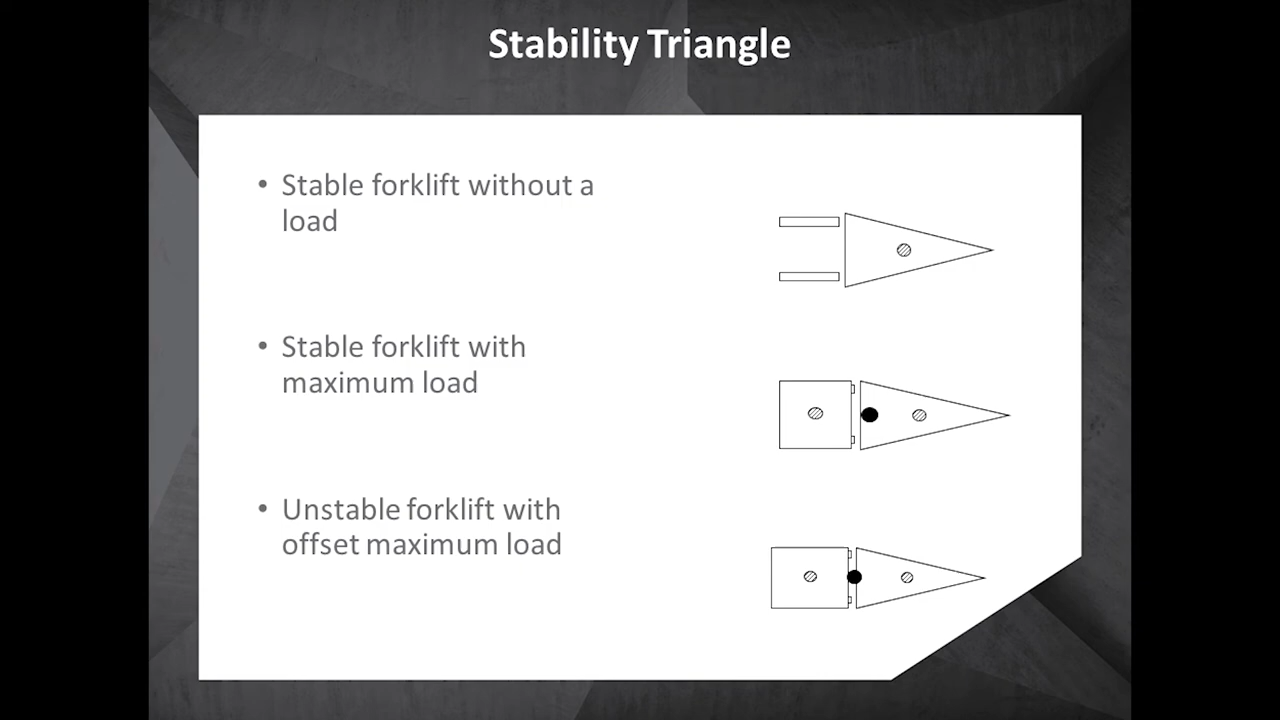 Stability Triangle
• Stable forklift without a
load
• Stable forklift with
maximum load
• Unstable forklift with
offset maximum load